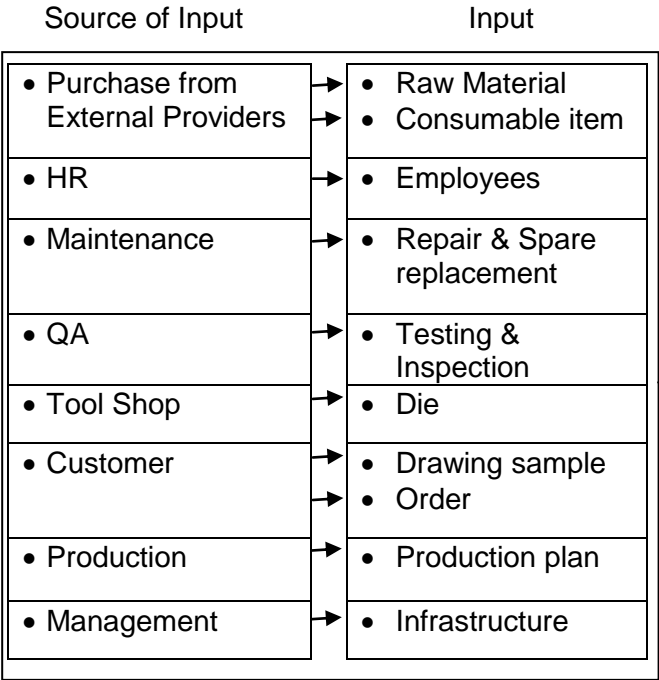 Source of Input Input
• Purchase from • Raw Material
External Providers • Consumable item
• HR • Employees
• Maintenance • Repair & Spare
replacement
• QA • Testing &
Inspection
• Tool Shop • Die
• Customer • Drawing sample
• Order
• Production • Production plan
• Management • Infrastructure